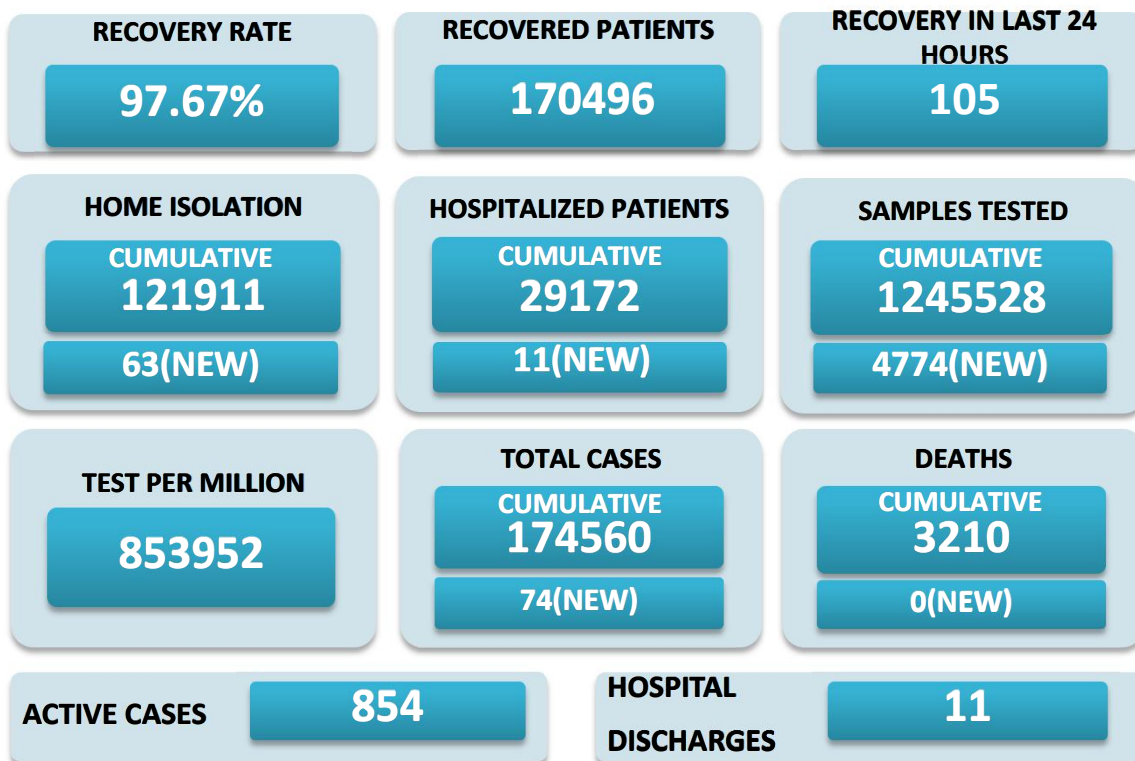 RECOVERY RATE
97.67%
RECOVERED PATIENTS
170496
RECOVERY IN LAST 24
HOURS
105
HOME ISOLATION
CUMULATIVE
121911
63(NEW)
HOSPITALIZED PATIENTS
CUMULATIVE
29172
11(NEW)
SAMPLES TESTED
CUMULATIVE
1245528
4774(NEW)
TEST PER MILLION
853952
TOTAL CASES
CUMULATIVE
174560
74(NEW)
DEATHS
CUMULATIVE
3210
0(NEW)
ACTIVE CASES
854
HOSPITAL
DISCHARGES
11